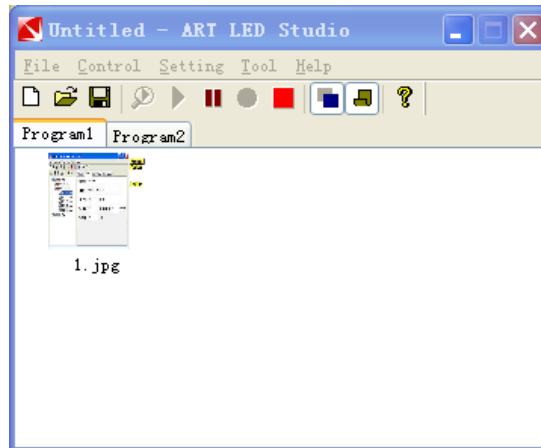 Untitled - ART LED Studio
File Control Setting Tool Help
Program1 Program2
1.jpg